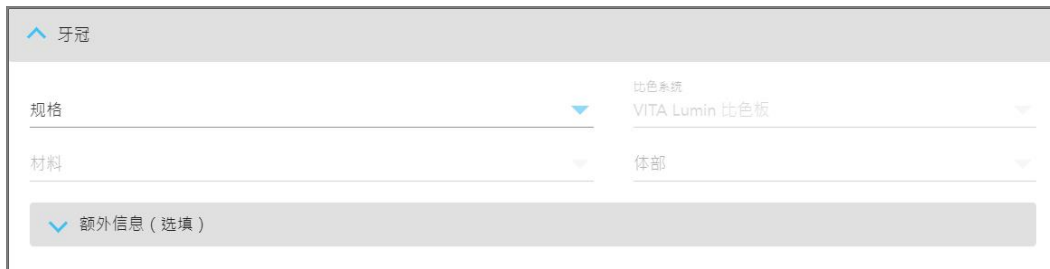 牙冠
规格
比色系统
VITA Lumin 比色板
材料
体部
额外信息（选填）